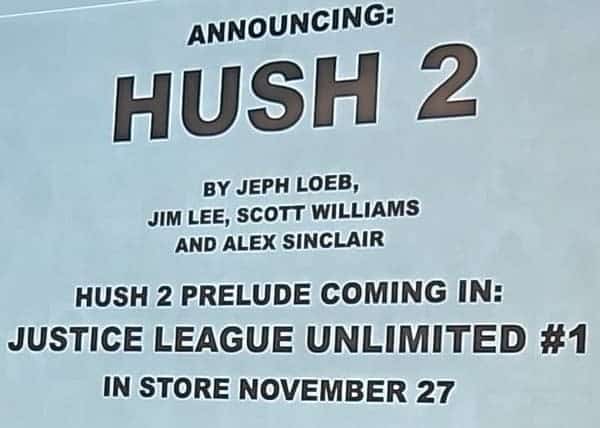 ANNOUNCING:
HUSH 2
BY JEPH LOEB,
JIM LEE, SCOTT WILLIAMS
AND ALEX SINCLAIR
HUSH 2 PRELUDE COMING IN:
JUSTICE LEAGUE UNLIMITED #1
IN STORE NOVEMBER 27